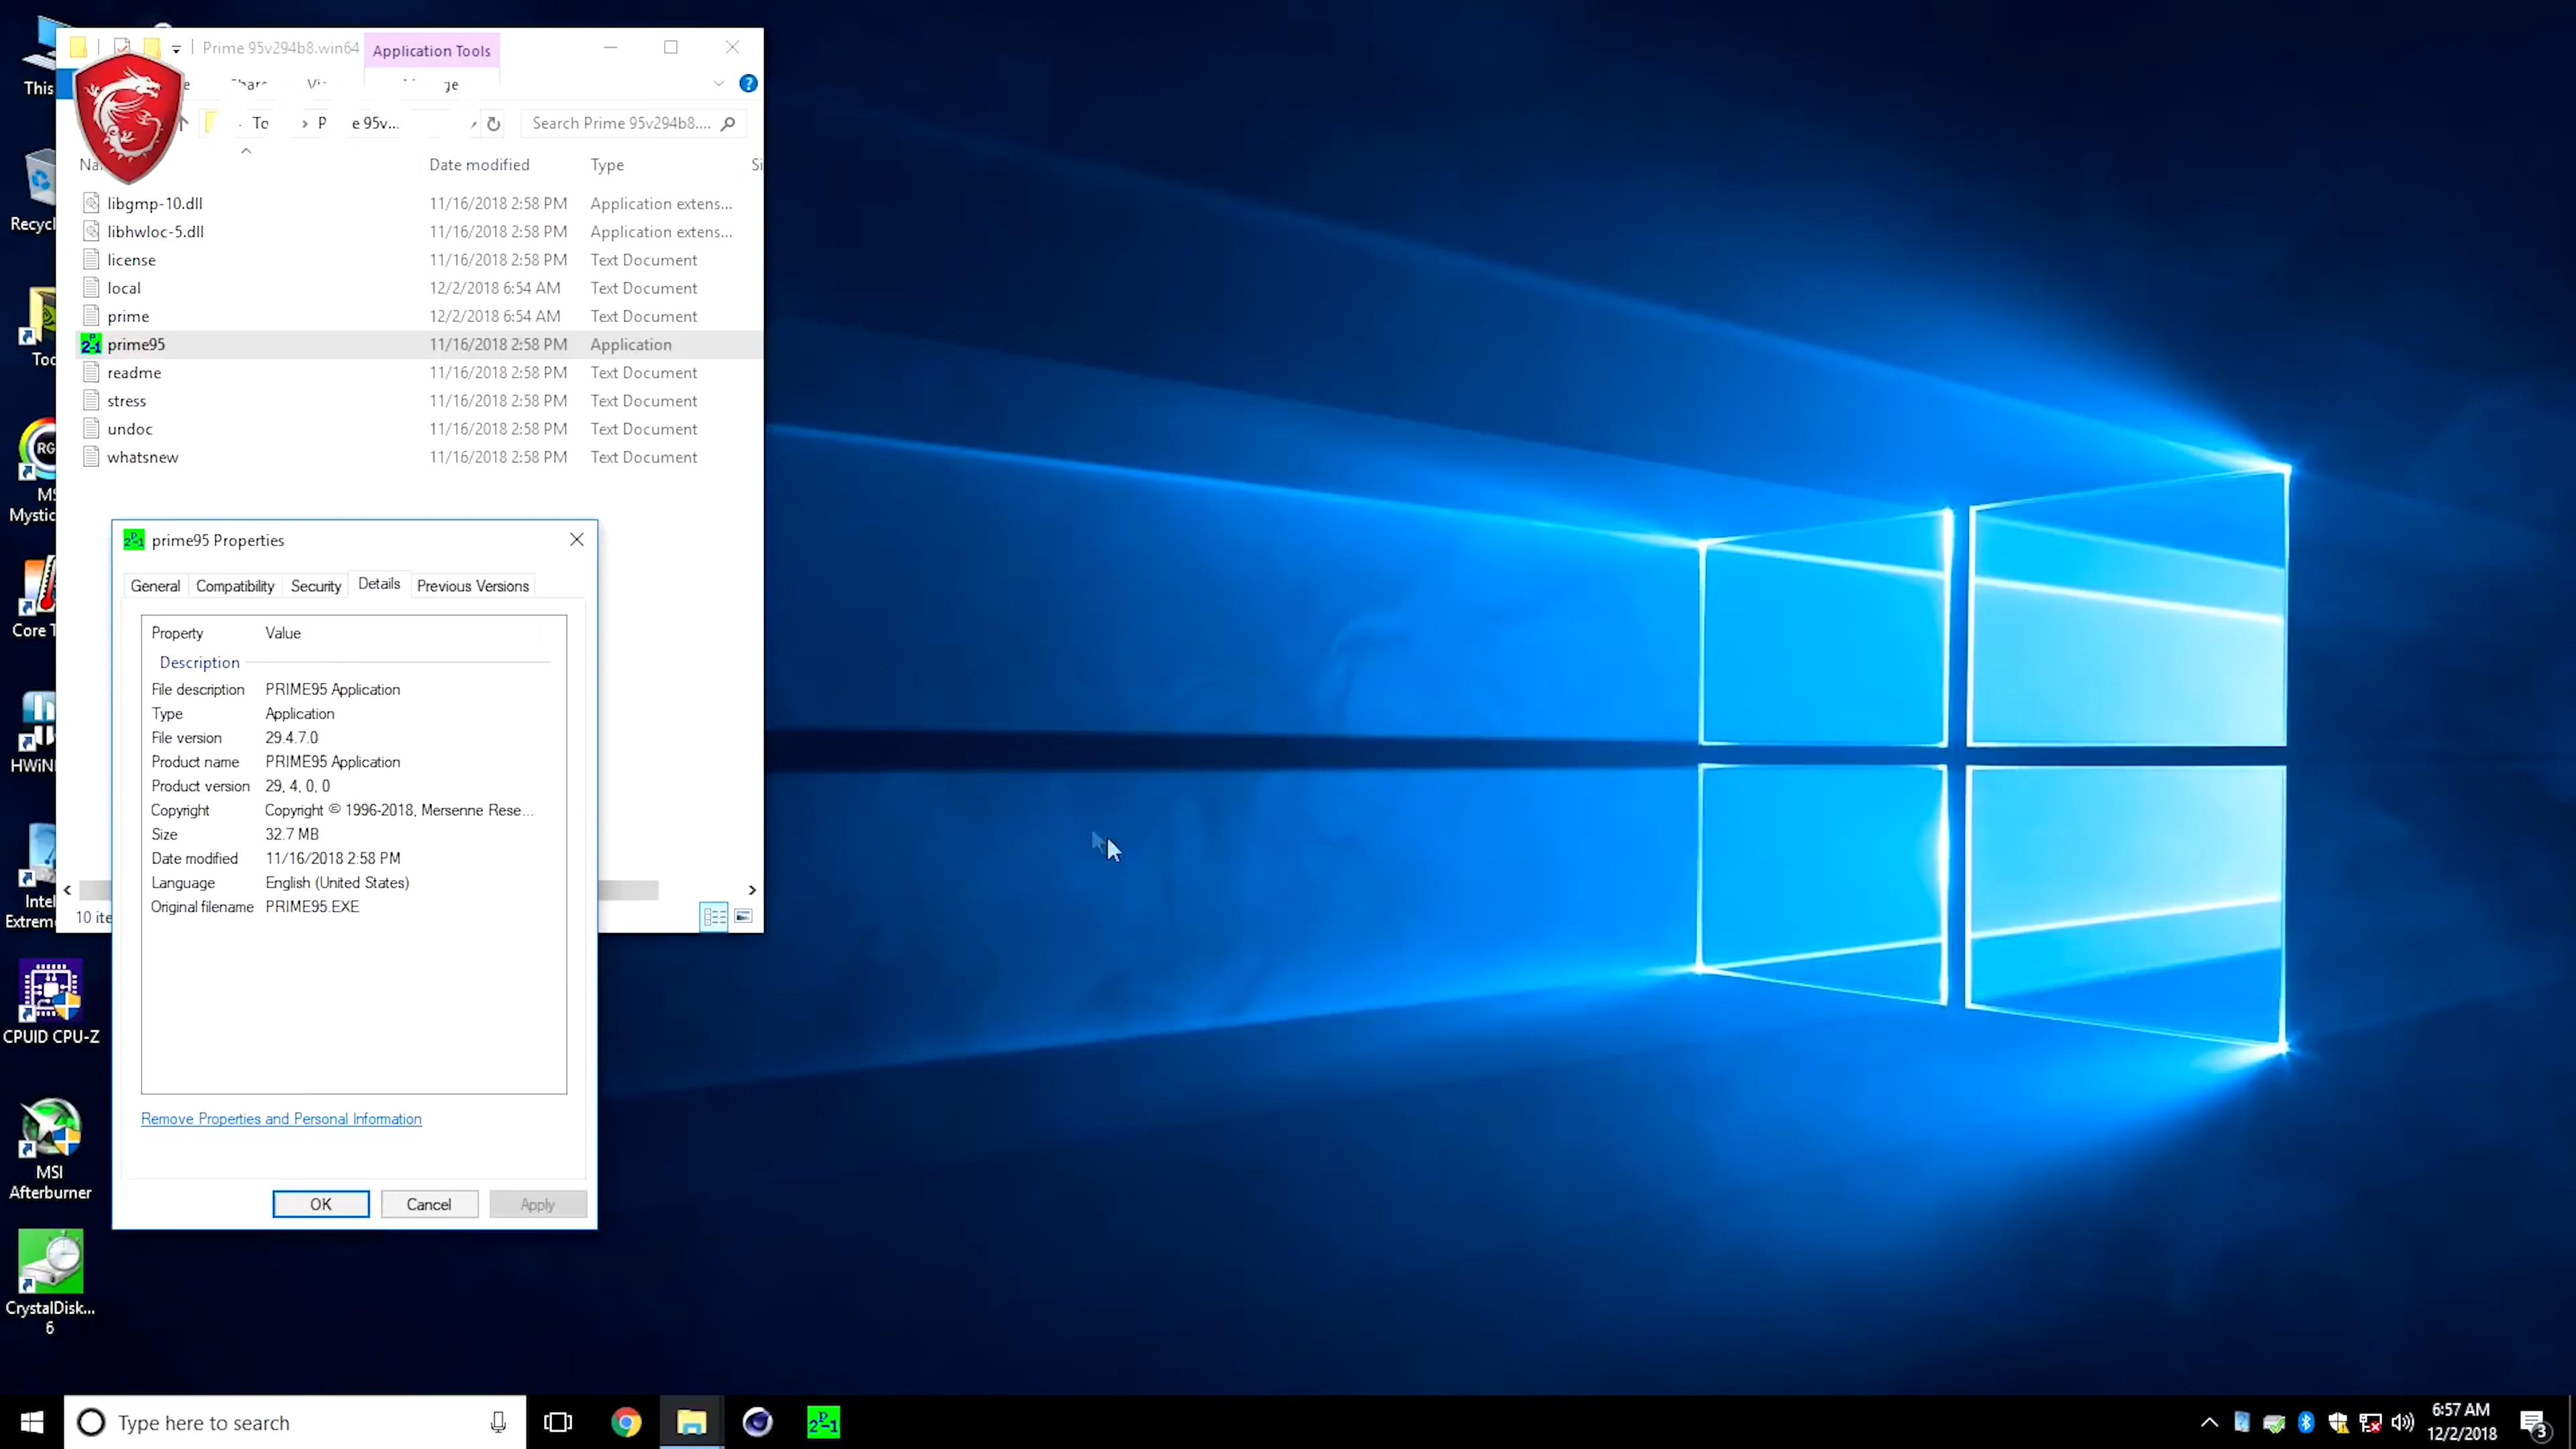 Prime 95v294b8.win64
Application Tools
Search Prime 95v294b8....
Date modified
Type
libgmp-10.dll 11/16/2018 2:58 PM Application extens...
libhwloc-5.dll 11/16/2018 2:58 PM Application extens...
license 11/16/2018 2:58 PM Text Document
local 12/2/2018 6:54 AM Text Document
prime 12/2/2018 6:54 AM Text Document
prime95 11/16/2018 2:58 PM Application
readme 11/16/2018 2:58 PM Text Document
stress 11/16/2018 2:58 PM Text Document
undoc 11/16/2018 2:58 PM Text Document
whatsnew 11/16/2018 2:58 PM Text Document
prime95 Properties
General Compatibility Security Details Previous Versions
Property Value
Description
File description PRIME95 Application
Type Application
File version 29.4.7.0
Product name PRIME95 Application
Product version 29, 4, 0, 0
Copyright Copyright © 1996-2018, Mersenne Rese...
Size 32.7 MB
Date modified 11/16/2018 2:58 PM
Language English (United States)
Original filename PRIME95.EXE
Remove Properties and Personal Information
OK Cancel Apply
This
Recycl
Too
MS
Mystic
Core T
HWiN
Intel
Extrem
10 ite
CPUID CPU-Z
MSI
Afterburner
CrystalDisk...
6
Type here to search
6:57 AM
12/2/2018
3